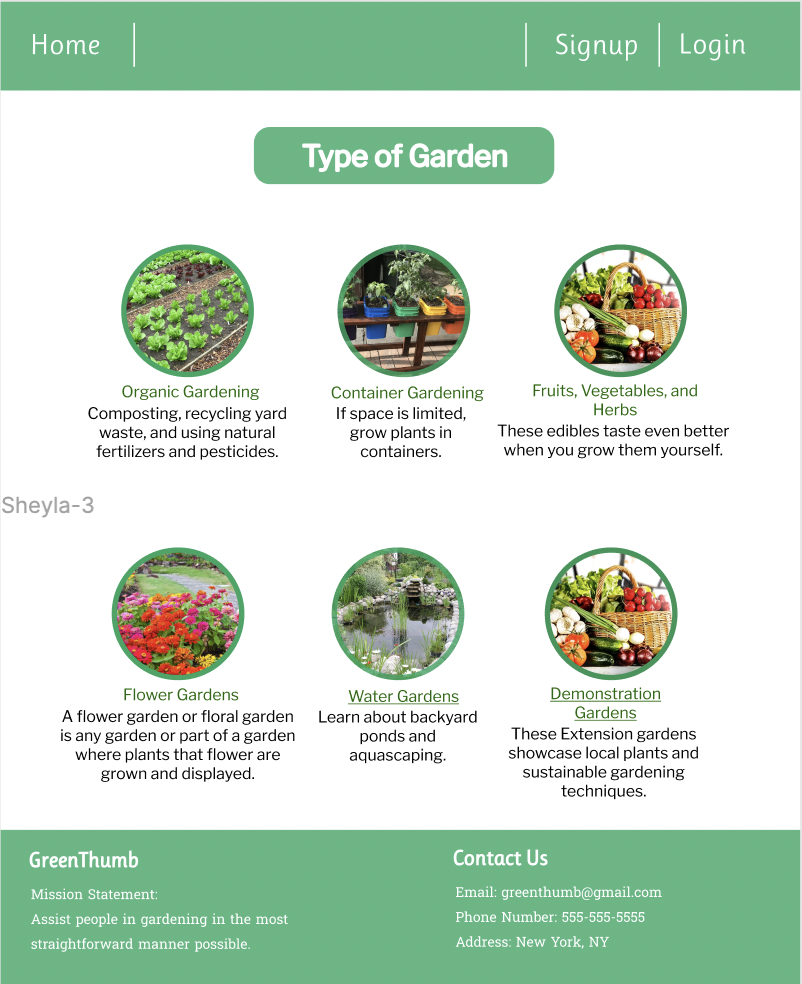 Home
Signup
Login
Type of Garden
Organic Gardening
Composting, recycling yard
waste, and using natural
fertilizers and pesticides.
Container Gardening
If space is limited,
grow plants in
containers.
Fruits, Vegetables, and
Herbs
These edibles taste even better
when you grow them yourself.
Sheyla-3
Flower Gardens
A flower garden or floral garden
is any garden or part of a garden
where plants that flower are
grown and displayed.
Water Gardens
Learn about backyard
ponds and
aquascaping.
Demonstration
Gardens
These Extension gardens
showcase local plants and
sustainable gardening
techniques.
GreenThumb
Mission Statement:
Assist people in gardening in the most
straightforward manner possible.
Contact Us
Email: greenthumb@gmail.com
Phone Number: 555-555-5555
Address: New York, NY